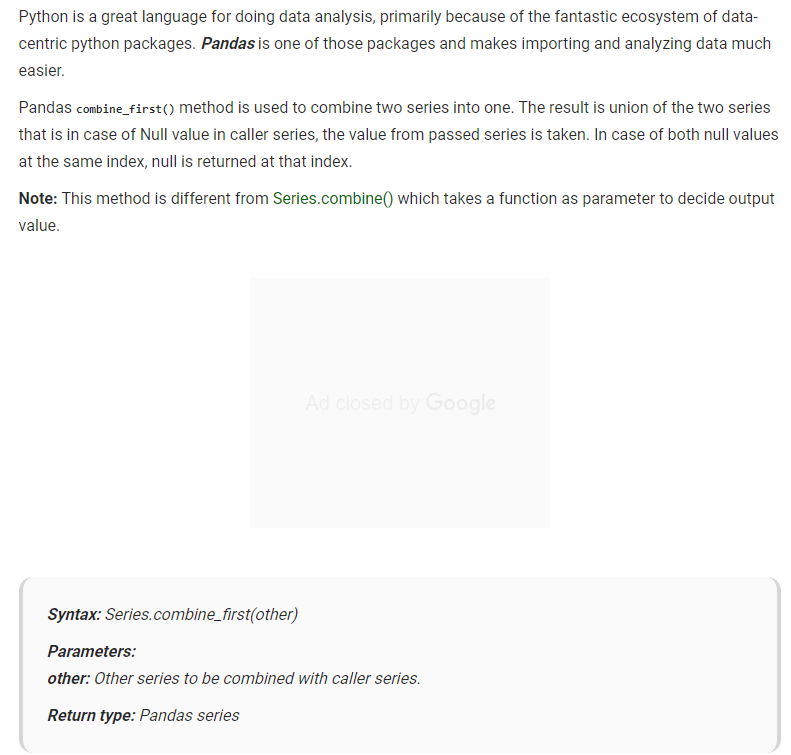 Python is a great language for doing data analysis, primarily because of the fantastic ecosystem of data-
centric python packages. Pandas is one of those packages and makes importing and analyzing data much
easier.
Pandas combine_first() method is used to combine two series into one. The result is union of the two series
that is in case of Null value in caller series, the value from passed series is taken. In case of both null values
at the same index, null is returned at that index.
Note: This method is different from Series.combine() which takes a function as parameter to decide output
value.
Ad closed by Google
Syntax: Series.combine_first(other)
Parameters:
other: Other series to be combined with caller series.
Return type: Pandas series